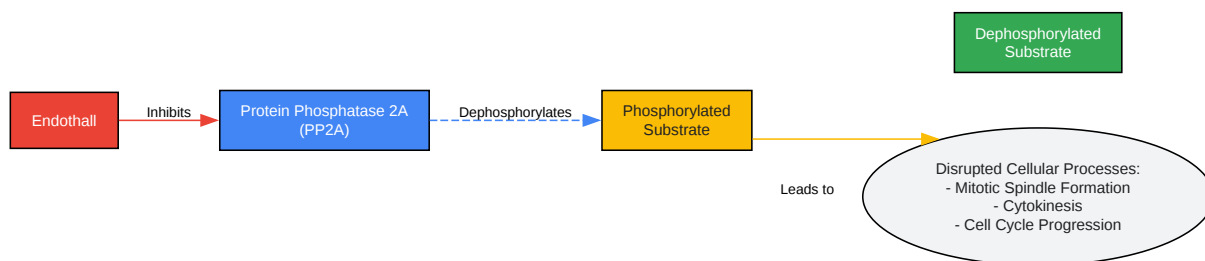 Endothall
Inhibits
Protein Phosphatase 2A
(PP2A)
Dephosphorylates
Phosphorylated
Substrate
Dephosphorylated
Substrate
Leads to
Disrupted Cellular Processes:
- Mitotic Spindle Formation
- Cytokinesis
- Cell Cycle Progression